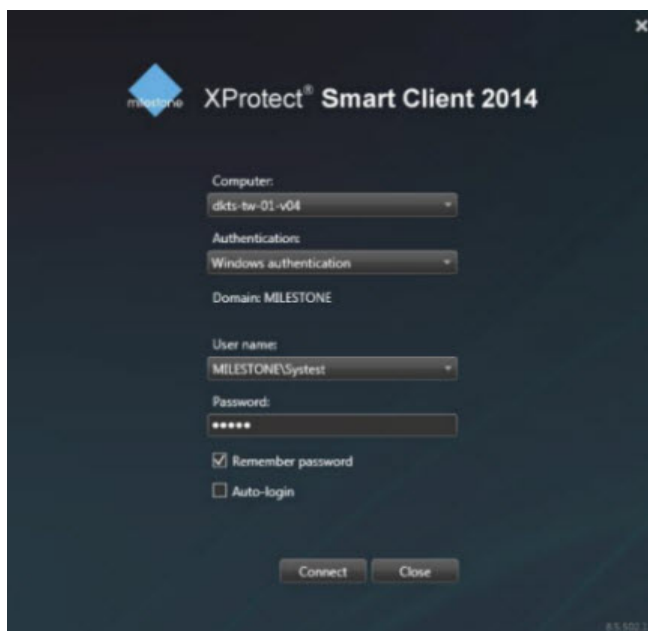 milestone XProtect® Smart Client 2014
Computer:
dkts-tw-01-v04
Authentication:
Windows authentication
Domain: MILESTONE
User name:
MILESTONE\Systest
Password:
•••••
Remember password
Auto-login
Connect Close